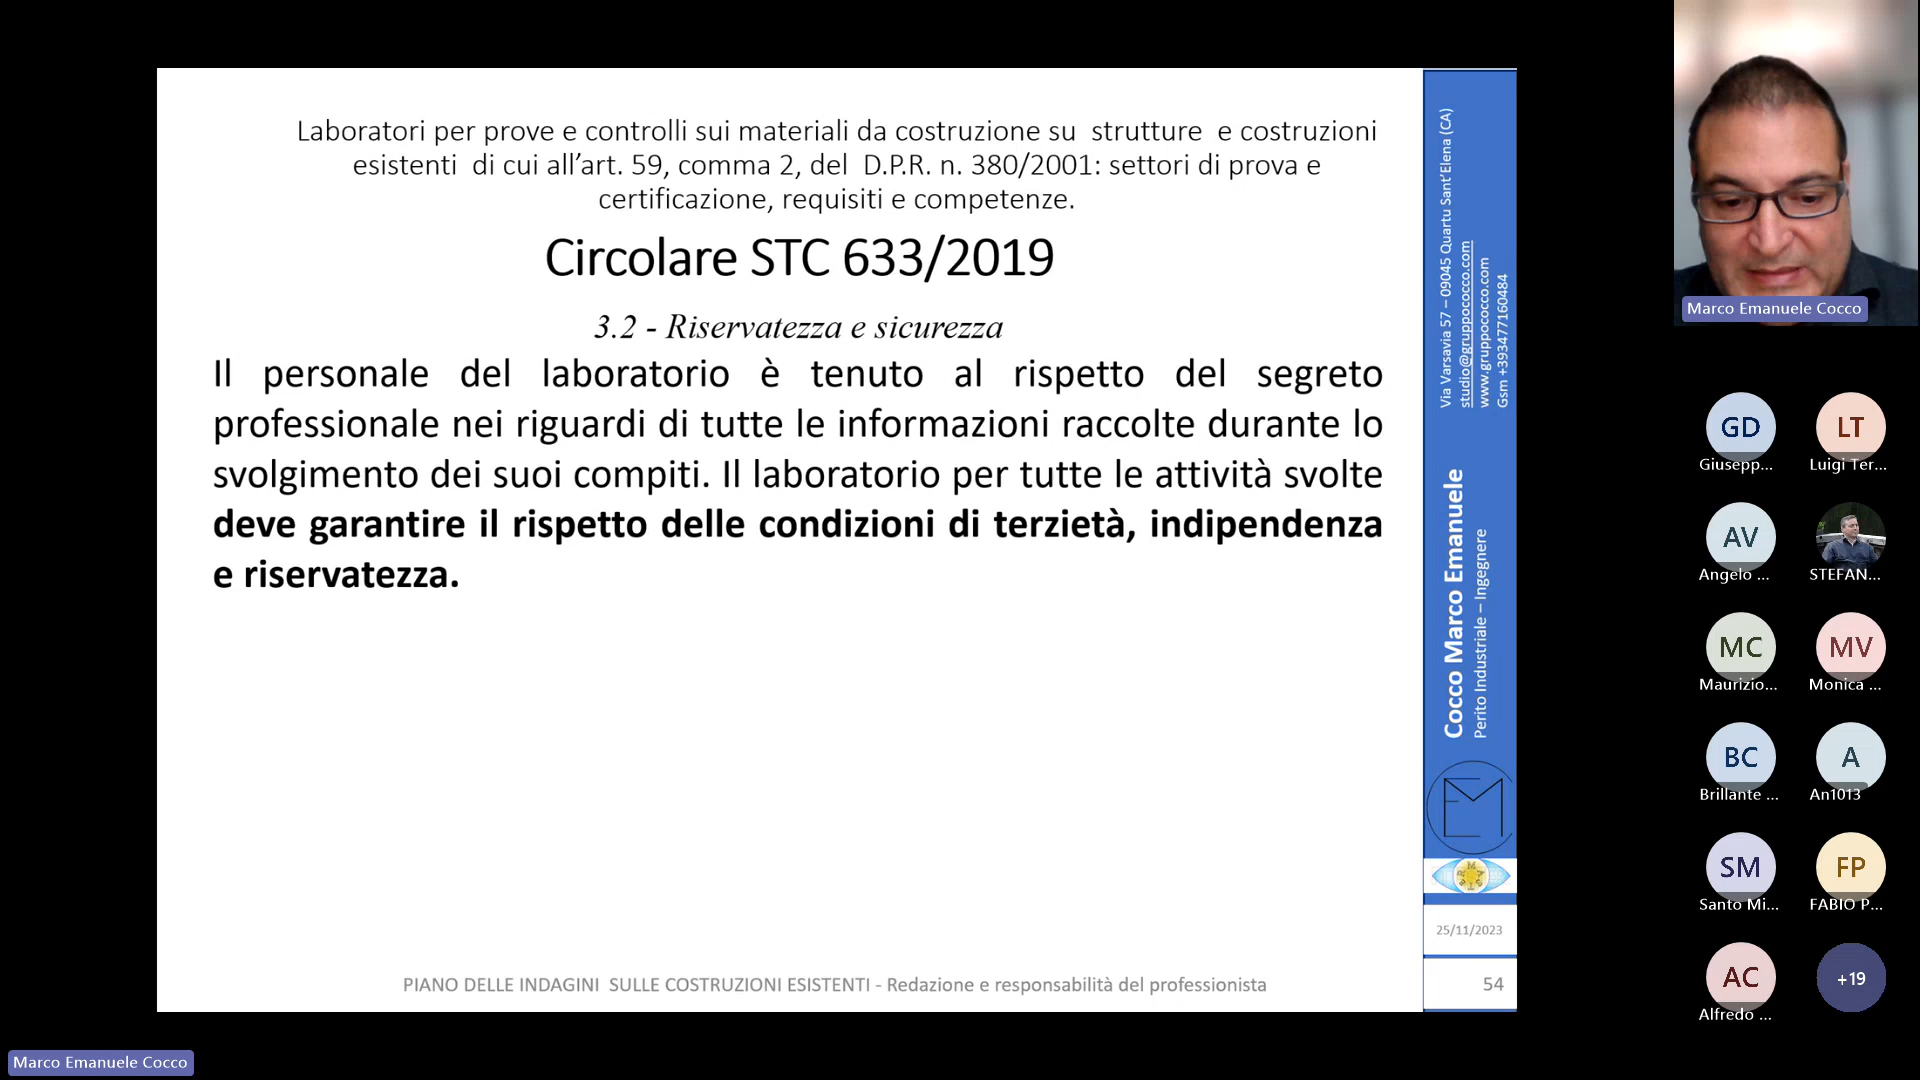 Laboratori per prove e controlli sui materiali da costruzione su strutture e costruzioni
esistenti di cui all’art. 59, comma 2, del D.P.R. n. 380/2001: settori di prova e
certificazione, requisiti e competenze.
Circolare STC 633/2019
3.2 - Riservatezza e sicurezza
Il personale del laboratorio è tenuto al rispetto del segreto
professionale nei riguardi di tutte le informazioni raccolte durante lo
svolgimento dei suoi compiti. Il laboratorio per tutte le attività svolte
deve garantire il rispetto delle condizioni di terzietà, indipendenza
e riservatezza.
PIANO DELLE INDAGINI SULLE COSTRUZIONI ESISTENTI - Redazione e responsabilità del professionista
Via Varsavia 57 – 09045 Quartu Sant’Elena (CA)
studio@gruppococco.com
www.gruppococco.com
Gsm +393477160484
Cocco Marco Emanuele
Perito Industriale – Ingegnere
25/11/2023
54
Marco Emanuele Cocco
GD
Giusepp...
LT
Luigi Ter...
AV
Angelo ...
STEFAN...
MC
Maurizio...
MV
Monica ...
BC
Brillante ...
A
An1013
SM
Santo Mi...
FP
FABIO P...
AC
Alfredo ...
+19
Marco Emanuele Cocco